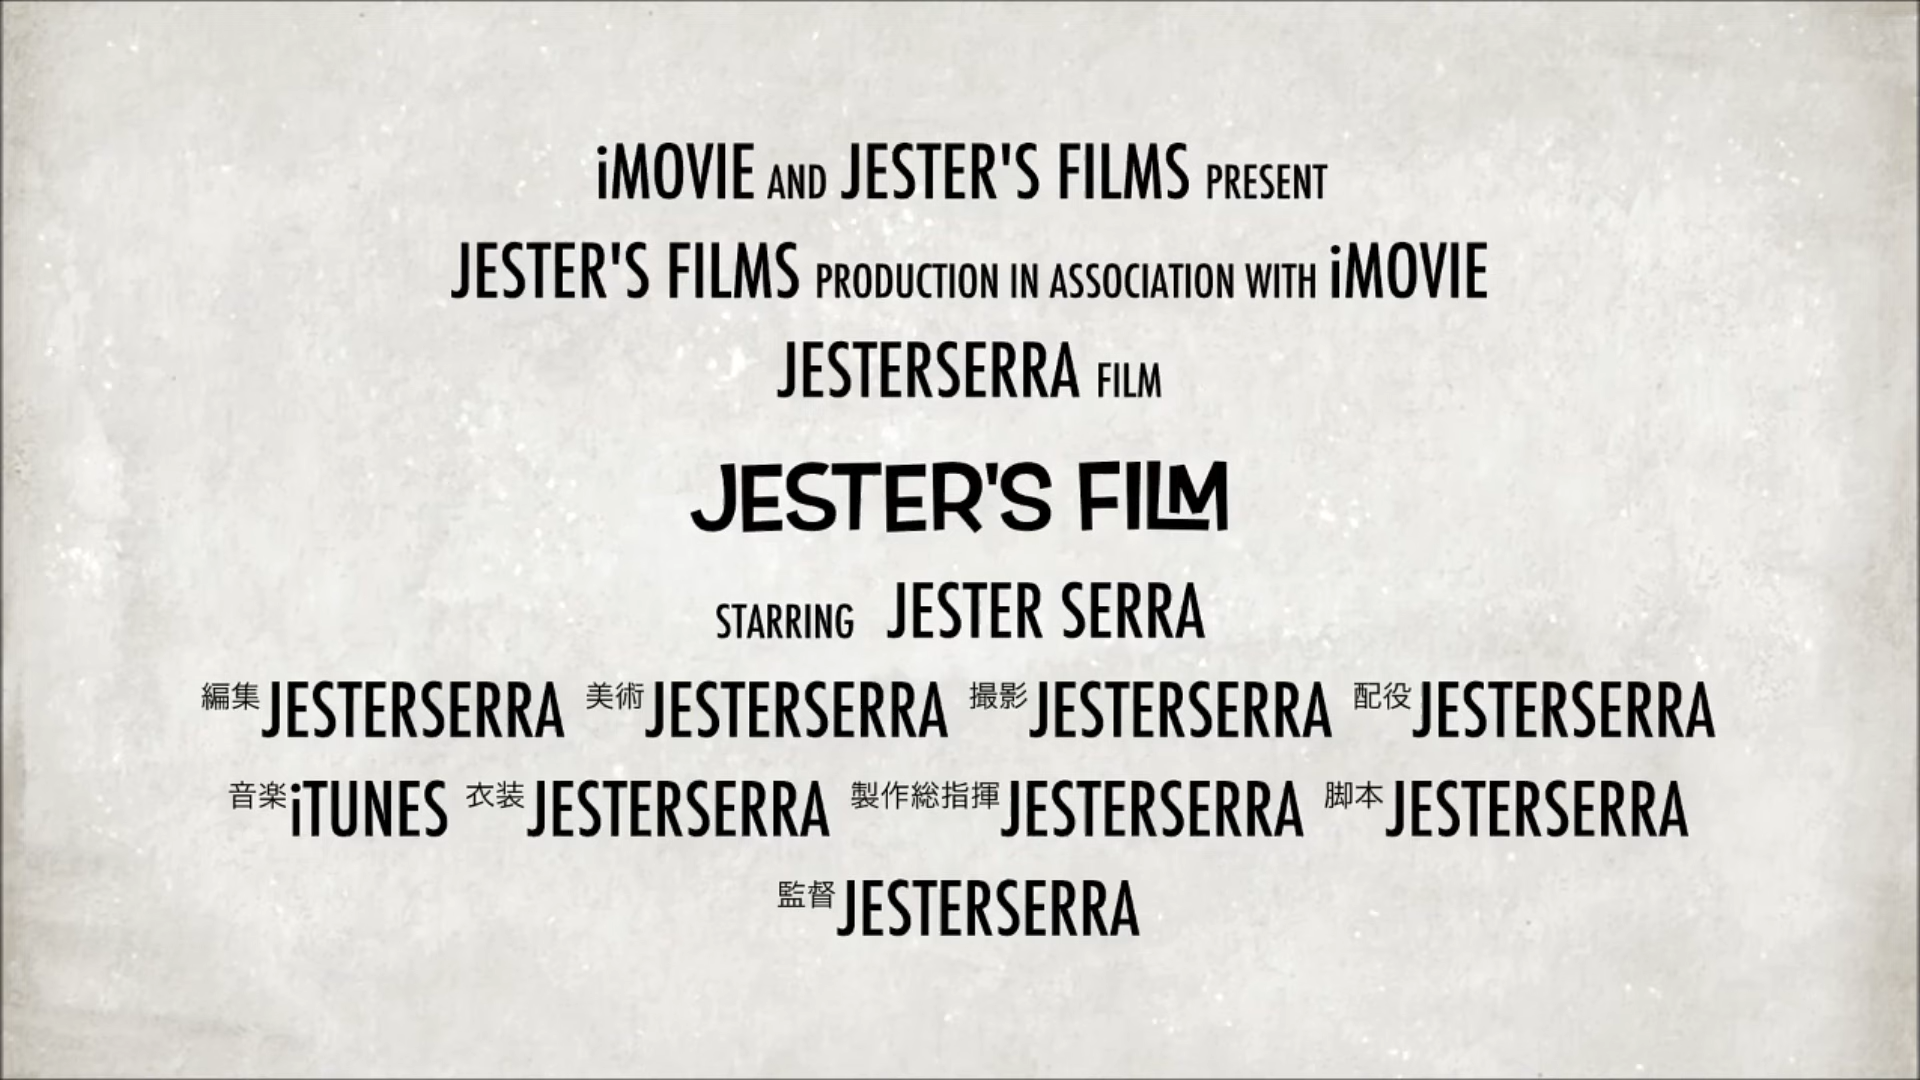 iMOVIE AND JESTER'S FILMS PRESENT
JESTER'S FILMS PRODUCTION IN ASSOCIATION WITH iMOVIE
JESTERSERRA FILM
JESTER'S FILM
STARRING JESTER SERRA
編集JESTERSERRA 美術JESTERSERRA 撮影JESTERSERRA 配役JESTERSERRA
音楽iTUNES 衣装JESTERSERRA 製作総指揮JESTERSERRA 脚本JESTERSERRA
監督JESTERSERRA